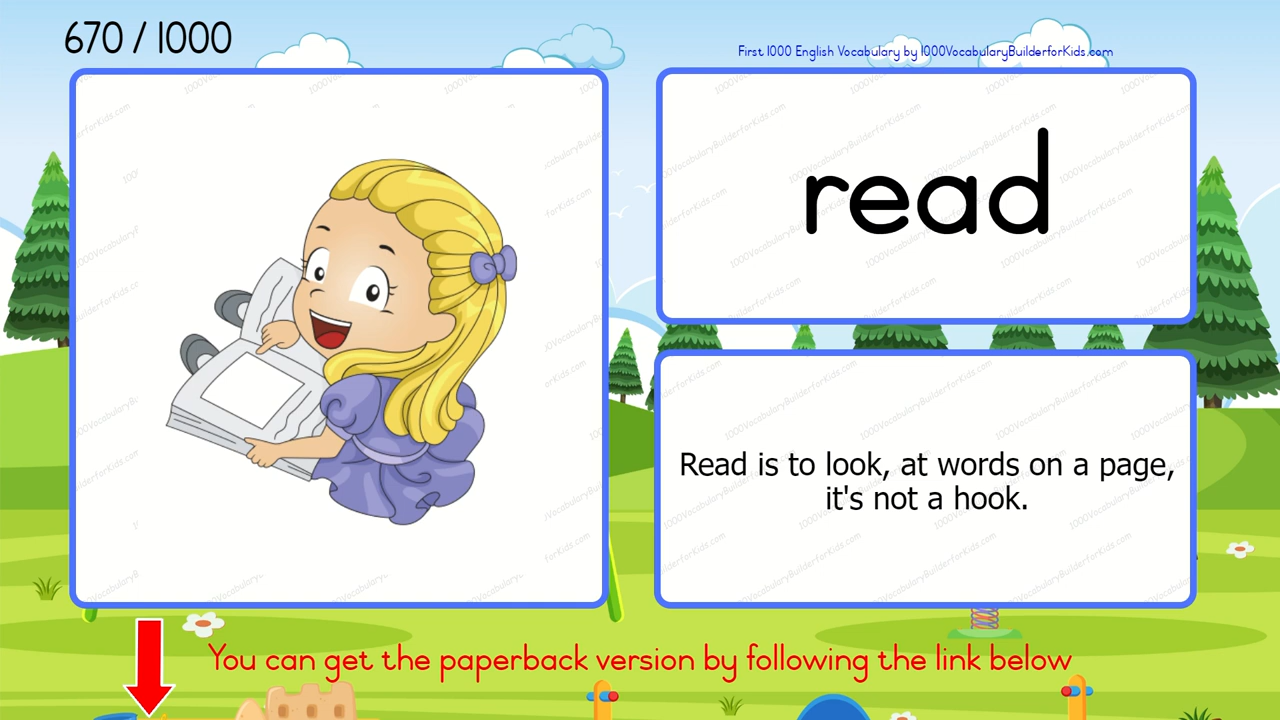 670 / 1000
First 1000 English Vocabulary by 1000VocabularyBuilderforKids.com
read
Read is to look, at words on a page,
it's not a hook.
You can get the paperback version by following the link below